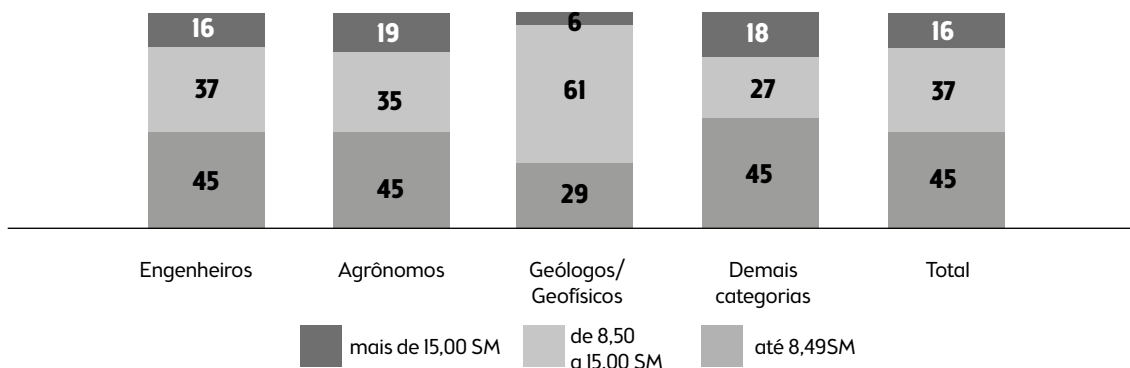 16 19 6 18 16
37 35 61 27 37
45 45 29 45 45
Engenheiros Agrônomos Geólogos/ Demais Total
Geofísicos categorias
mais de 15,00 SM de 8,50 até 8,49SM
a 15,00 SM